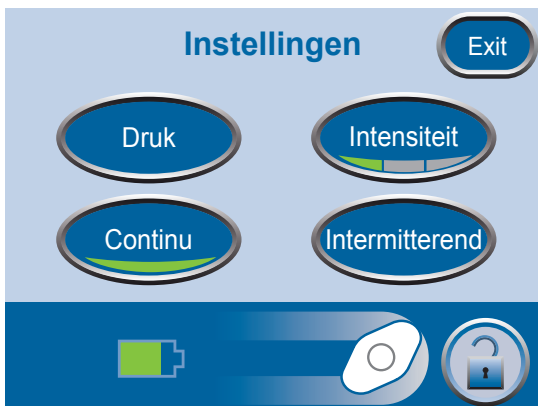 Instellingen
Exit
Druk
Intensiteit
Continu
Intermitterend